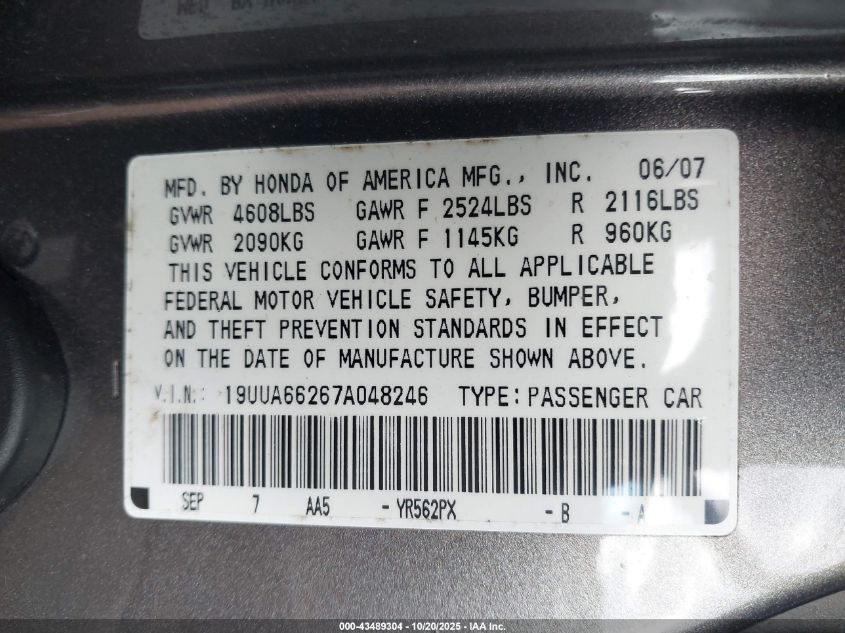 MFD. BY HONDA OF AMERICA MFG., INC. 06/07
GVWR 4608LBS GAWR F 2524LBS R 2116LBS
GVWR 2090KG GAWR F 1145KG R 960KG
THIS VEHICLE CONFORMS TO ALL APPLICABLE
FEDERAL MOTOR VEHICLE SAFETY, BUMPER,
AND THEFT PREVENTION STANDARDS IN EFFECT
ON THE DATE OF MANUFACTURE SHOWN ABOVE.
V.I.N.: 19UUA66267A048246 TYPE: PASSENGER CAR
SEP 7 AA5 - YR562PX - B - A
000-43489304 - 10/20/2025 - IAAI.COM